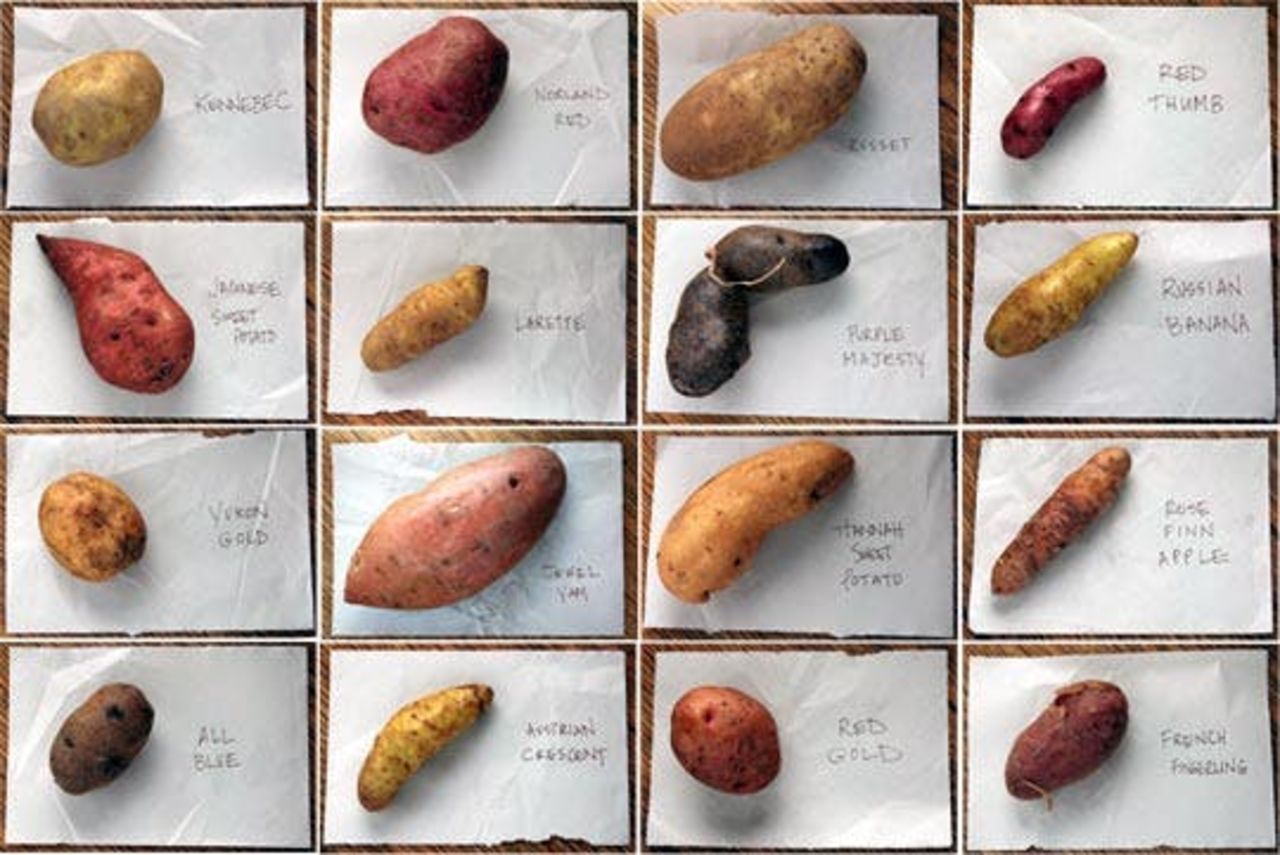 KENNEBEC
NORLAND
RED
RUSSET
RED
THUMB
JAPANESE
SWEET
POTATO
LARETTE
PURPLE
MAJESTY
RUSSIAN
BANANA
YUKON
GOLD
JEWEL
YAM
HANNAH
SWEET
POTATO
ROSE
FINN
APPLE
ALL
BLUE
AUSTRIAN
CRESCENT
RED
GOLD
FRENCH
FINGERLING